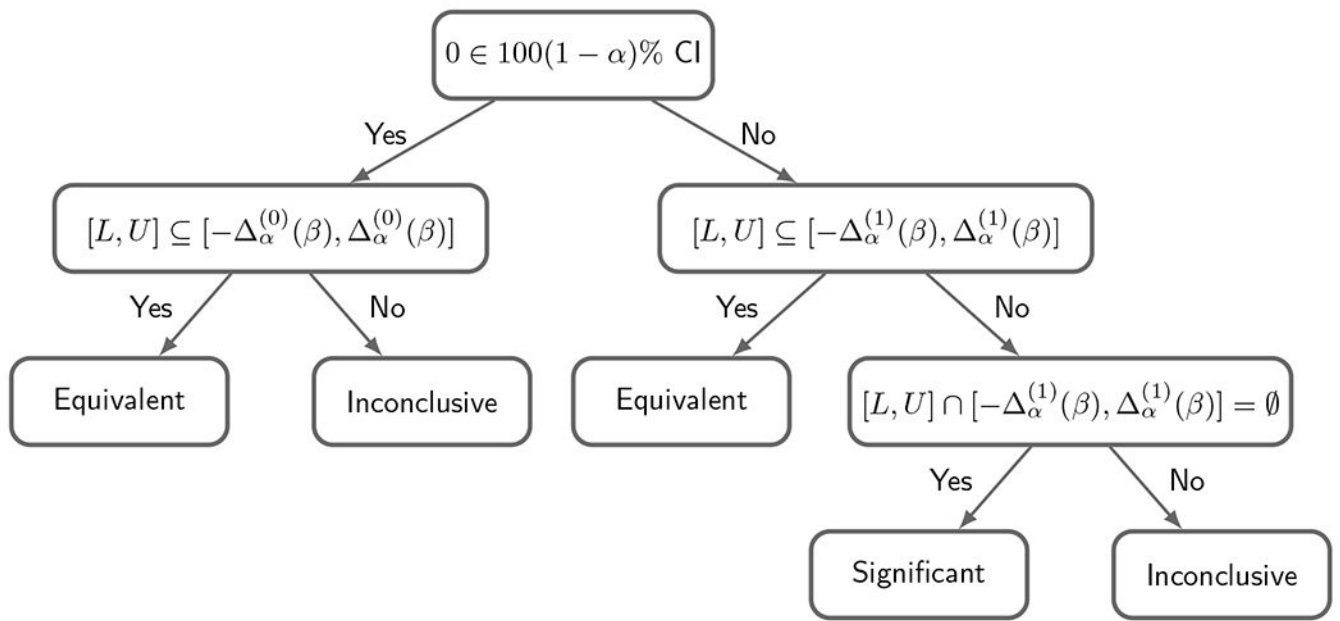 0 ∈ 100(1 − α)% CI
Yes
No
[L, U] ⊆ [−Δ_α^{(0)}(β), Δ_α^{(0)}(β)]
[L, U] ⊆ [−Δ_α^{(1)}(β), Δ_α^{(1)}(β)]
Yes
No
Yes
No
Equivalent
Inconclusive
Equivalent
[L, U] ∩ [−Δ_α^{(1)}(β), Δ_α^{(1)}(β)] = ∅
Yes
No
Significant
Inconclusive